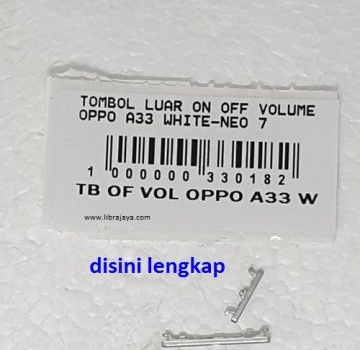 TOMBOL LUAR ON OFF VOLUME
OPPO A33 WHITE-NEO 7
1 000000 330182
TB OF VOL OPPO A33 W
www.librajaya.com
disini lengkap